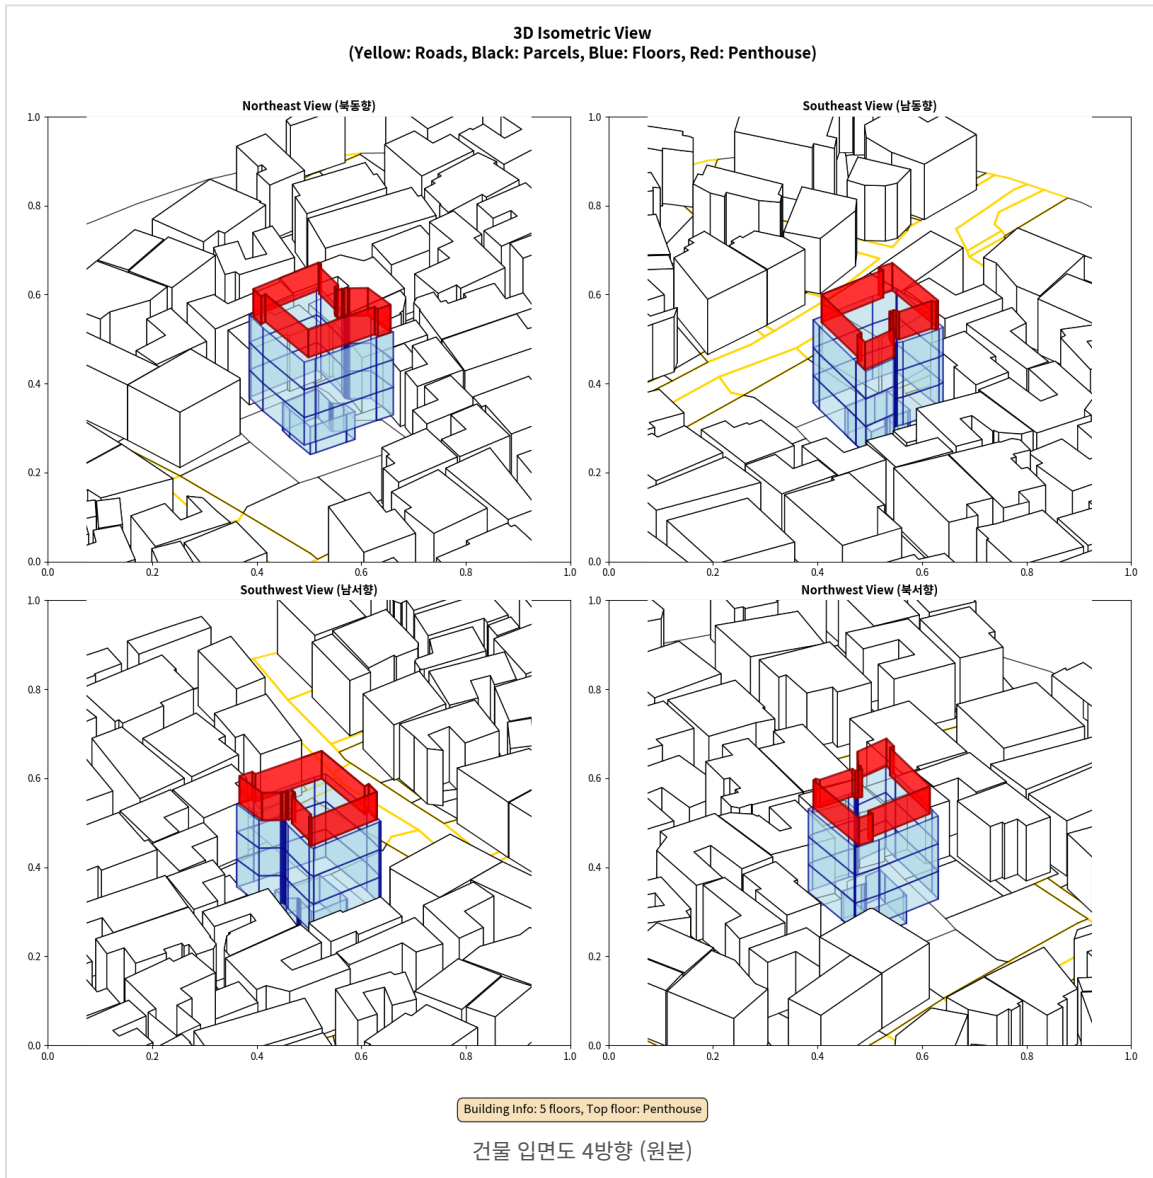 3D Isometric View
(Yellow: Roads, Black: Parcels, Blue: Floors, Red: Penthouse)
Northeast View (북동향)
1.0
0.8
0.6
0.4
0.2
0.0
0.0 0.2 0.4 0.6 0.8 1.0
Southeast View (남동향)
1.0
0.8
0.6
0.4
0.2
0.0
0.0 0.2 0.4 0.6 0.8 1.0
Southwest View (남서향)
1.0
0.8
0.6
0.4
0.2
0.0
0.0 0.2 0.4 0.6 0.8 1.0
Northwest View (북서향)
1.0
0.8
0.6
0.4
0.2
0.0
0.0 0.2 0.4 0.6 0.8 1.0
Building Info: 5 floors, Top floor: Penthouse
건물 입면도 4방향 (원본)